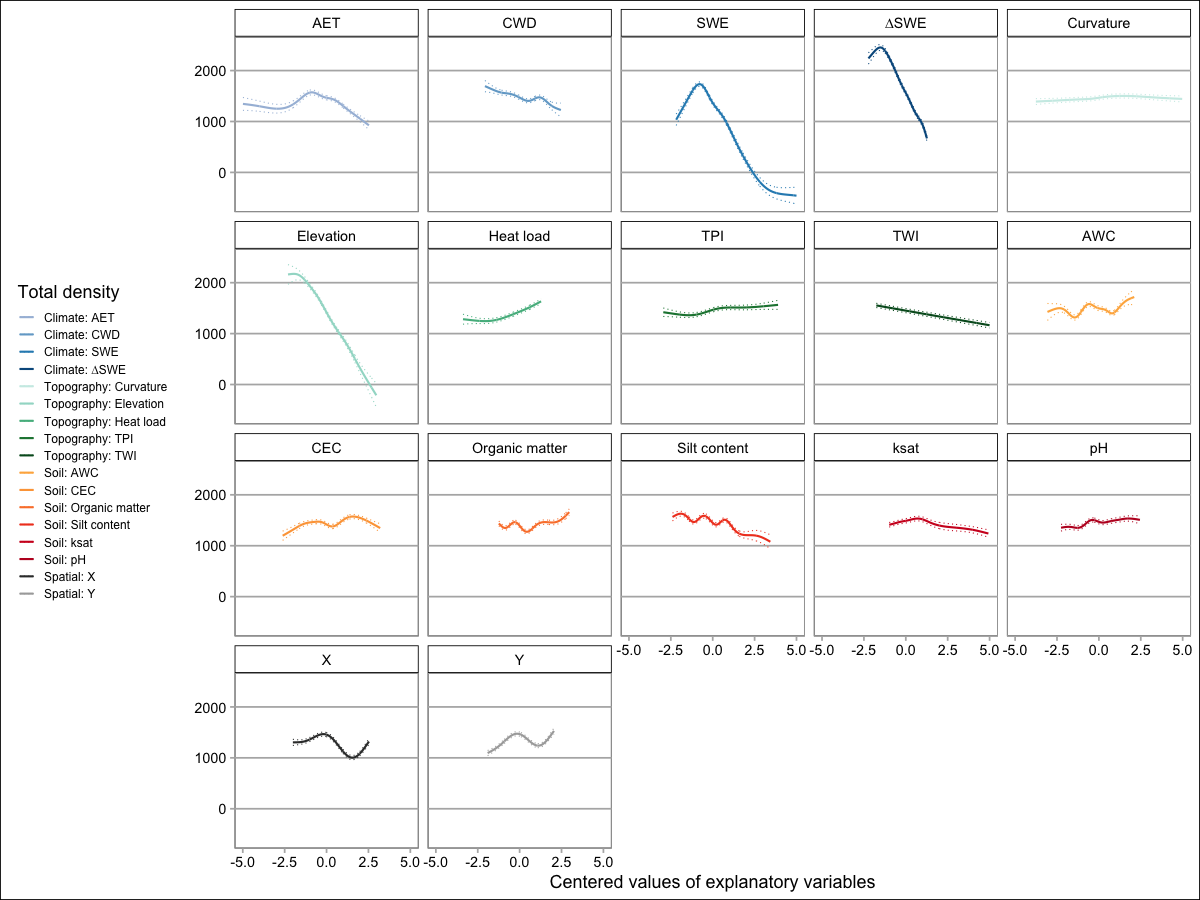 AET CWD SWE ΔSWE Curvature
2000
1000
0
Elevation Heat load TPI TWI AWC
2000
1000
0
Total density
Climate: AET
Climate: CWD
Climate: SWE
Climate: ΔSWE
Topography: Curvature
Topography: Elevation
Topography: Heat load
Topography: TPI
Topography: TWI
Soil: AWC
Soil: CEC
Soil: Organic matter
Soil: Silt content
Soil: ksat
Soil: pH
Spatial: X
Spatial: Y
CEC Organic matter Silt content ksat pH
2000
1000
0
-5.0 -2.5 0.0 2.5 5.0 -5.0 -2.5 0.0 2.5 5.0 -5.0 -2.5 0.0 2.5 5.0
X Y
2000
1000
0
-5.0 -2.5 0.0 2.5 5.0 -5.0 -2.5 0.0 2.5 5.0
Centered values of explanatory variables